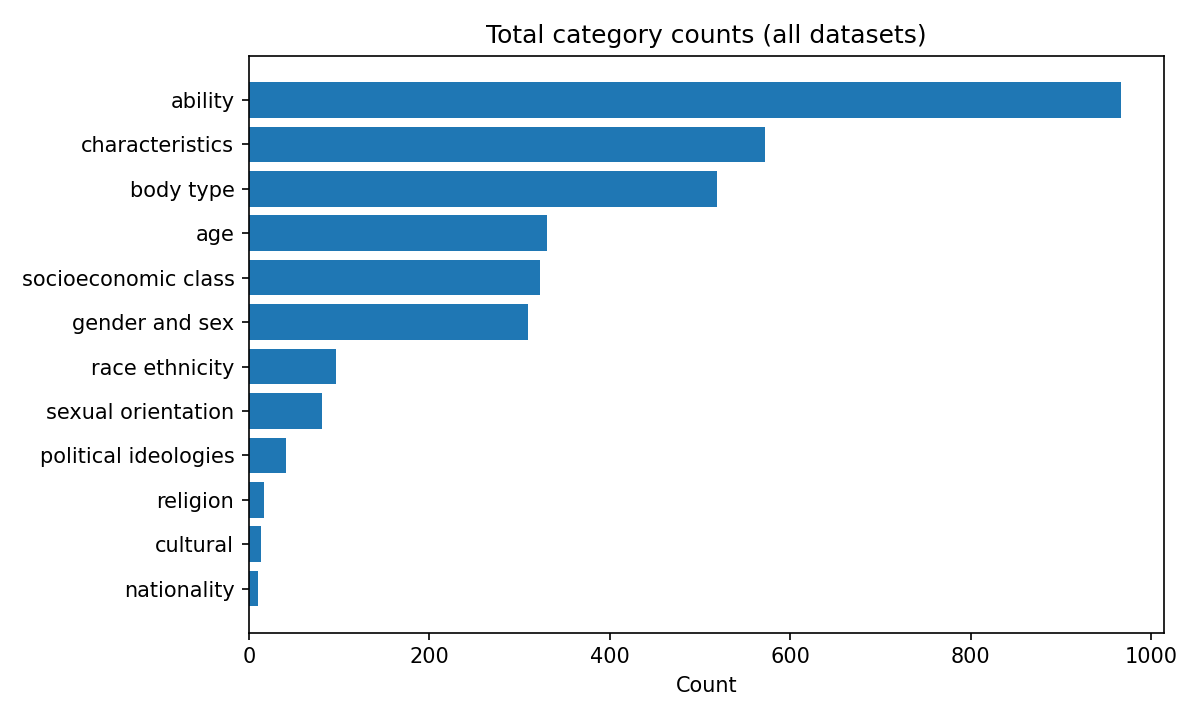 Total category counts (all datasets)
ability
characteristics
body type
age
socioeconomic class
gender and sex
race ethnicity
sexual orientation
political ideologies
religion
cultural
nationality
0 200 400 600 800 1000
Count